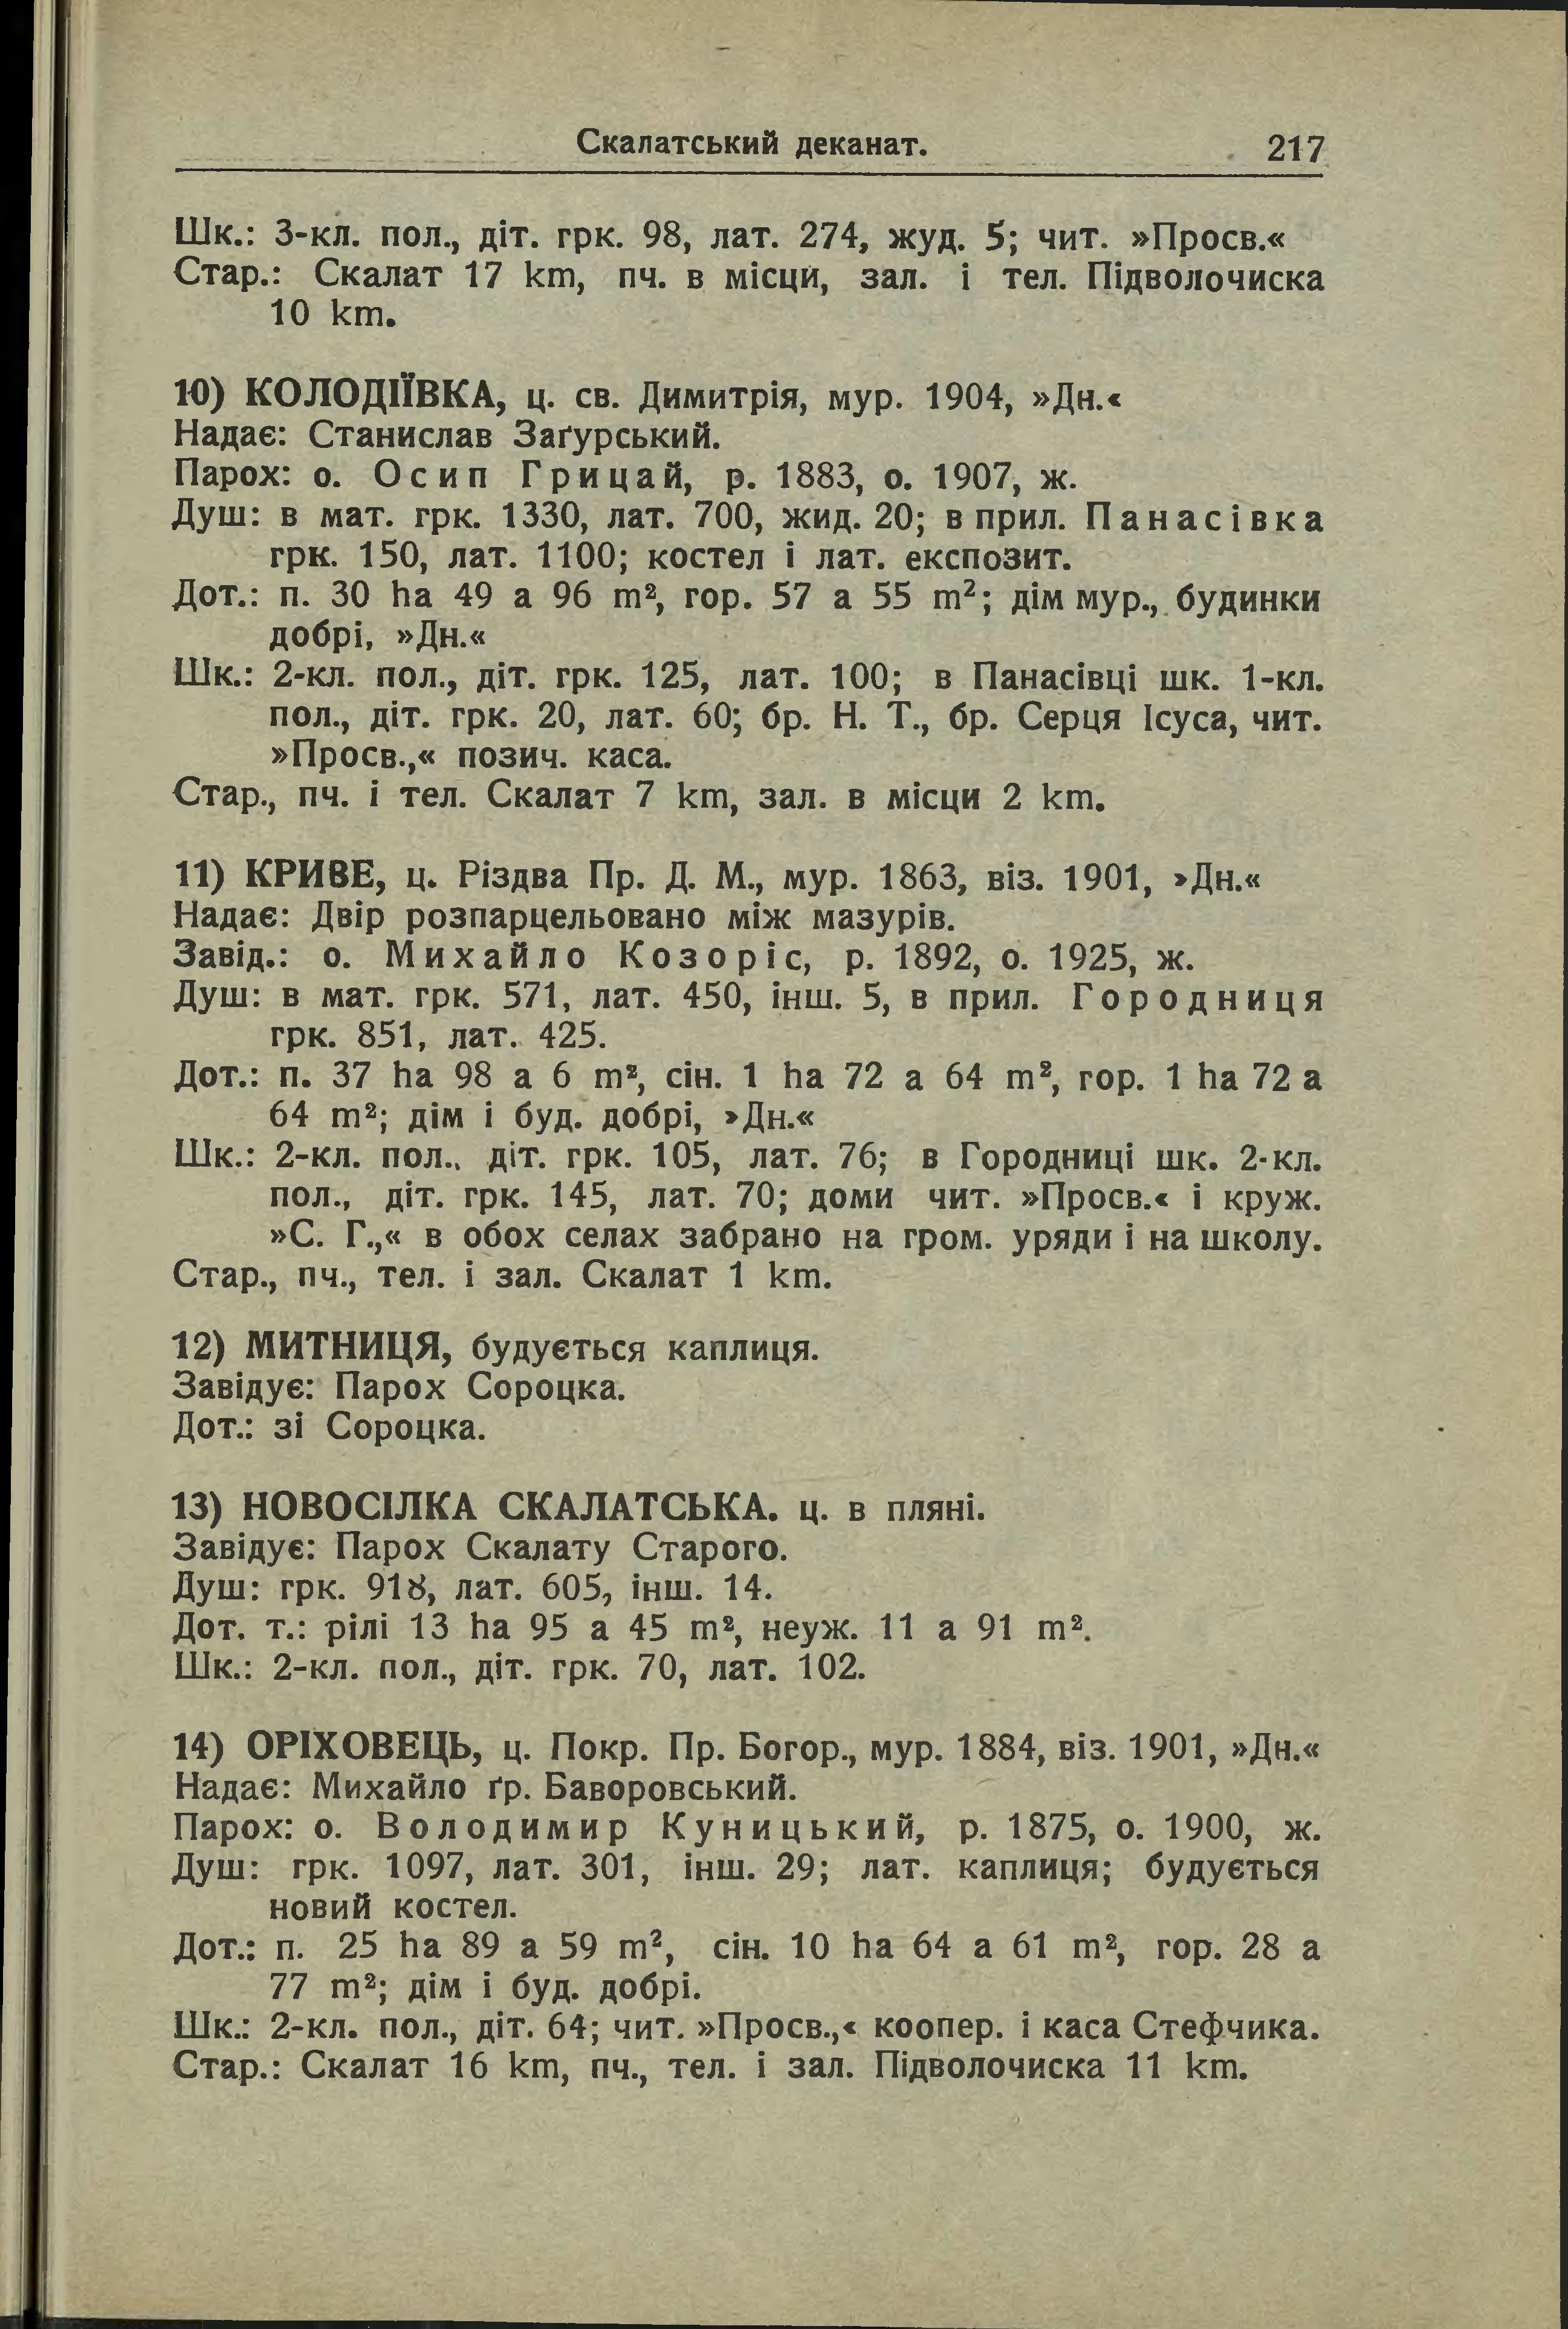 Скалатський деканат. 217
Шк.: 3-кл. пол., діт. грк. 98, лат. 274, жуд. 5; чит. »Просв.«
Стар.: Скалат 17 km, пч. в місци, зал. і тел. Підволочиска
10 km.
10) КОЛОДІЇВКА, ц. св. Димитрія, мур. 1904, »Дн.«
Надає: Станислав Заґурський.
Парох: о. Осип Грицай, р. 1883, о. 1907, ж.
Душ: в мат. грк. 1330, лат. 700, жид. 20; в прил. Панасівка
грк. 150, лат. 1100; костел і лат. експозит.
Дот.: п. 30 ha 49 a 96 m², гор. 57 a 55 m²; дім мур., будинки
добрі, »Дн.«
Шк.: 2-кл. пол., діт. грк. 125, лат. 100; в Панасівці шк. 1-кл.
пол., діт. грк. 20, лат. 60; бр. Н. Т., бр. Серця Ісуса, чит.
»Просв.,« позич. каса.
Стар., пч. і тел. Скалат 7 km, зал. в місци 2 km.
11) КРИВЕ, ц. Різдва Пр. Д. М., мур. 1863, віз. 1901, »Дн.«
Надає: Двір розпарцельовано між мазурів.
Завід.: о. Михайло Козоріс, р. 1892, о. 1925, ж.
Душ: в мат. грк. 571, лат. 450, інш. 5, в прил. Городниця
грк. 851, лат. 425.
Дот.: п. 37 ha 98 a 6 m², сін. 1 ha 72 a 64 m², гор. 1 ha 72 a
64 m²; дім і буд. добрі, »Дн.«
Шк.: 2-кл. пол., діт. грк. 105, лат. 76; в Городниці шк. 2-кл.
пол., діт. грк. 145, лат. 70; доми чит. »Просв.« і круж.
»С. Г.,« в обох селах забрано на гром. уряди і на школу.
Стар., пч., тел. і зал. Скалат 1 km.
12) МИТНИЦЯ, будується каплиця.
Завідує: Парох Сороцка.
Дот.: зі Сороцка.
13) НОВОСІЛКА СКАЛАТСЬКА. ц. в пляні.
Завідує: Парох Скалату Старого.
Душ: грк. 918, лат. 605, інш. 14.
Дот. т.: рілі 13 ha 95 a 45 m², неуж. 11 a 91 m².
Шк.: 2-кл. пол., діт. грк. 70, лат. 102.
14) ОРІХОВЕЦЬ, ц. Покр. Пр. Богор., мур. 1884, віз. 1901, »Дн.«
Надає: Михайло ґр. Баворовський.
Парох: о. Володимир Куницький, р. 1875, о. 1900, ж.
Душ: грк. 1097, лат. 301, інш. 29; лат. каплиця; будується
новий костел.
Дот.: п. 25 ha 89 a 59 m², сін. 10 ha 64 a 61 m², гор. 28 a
77 m²; дім і буд. добрі.
Шк.: 2-кл. пол., діт. 64; чит. »Просв.,« коопер. і каса Стефчика.
Стар.: Скалат 16 km, пч., тел. і зал. Підволочиска 11 km.